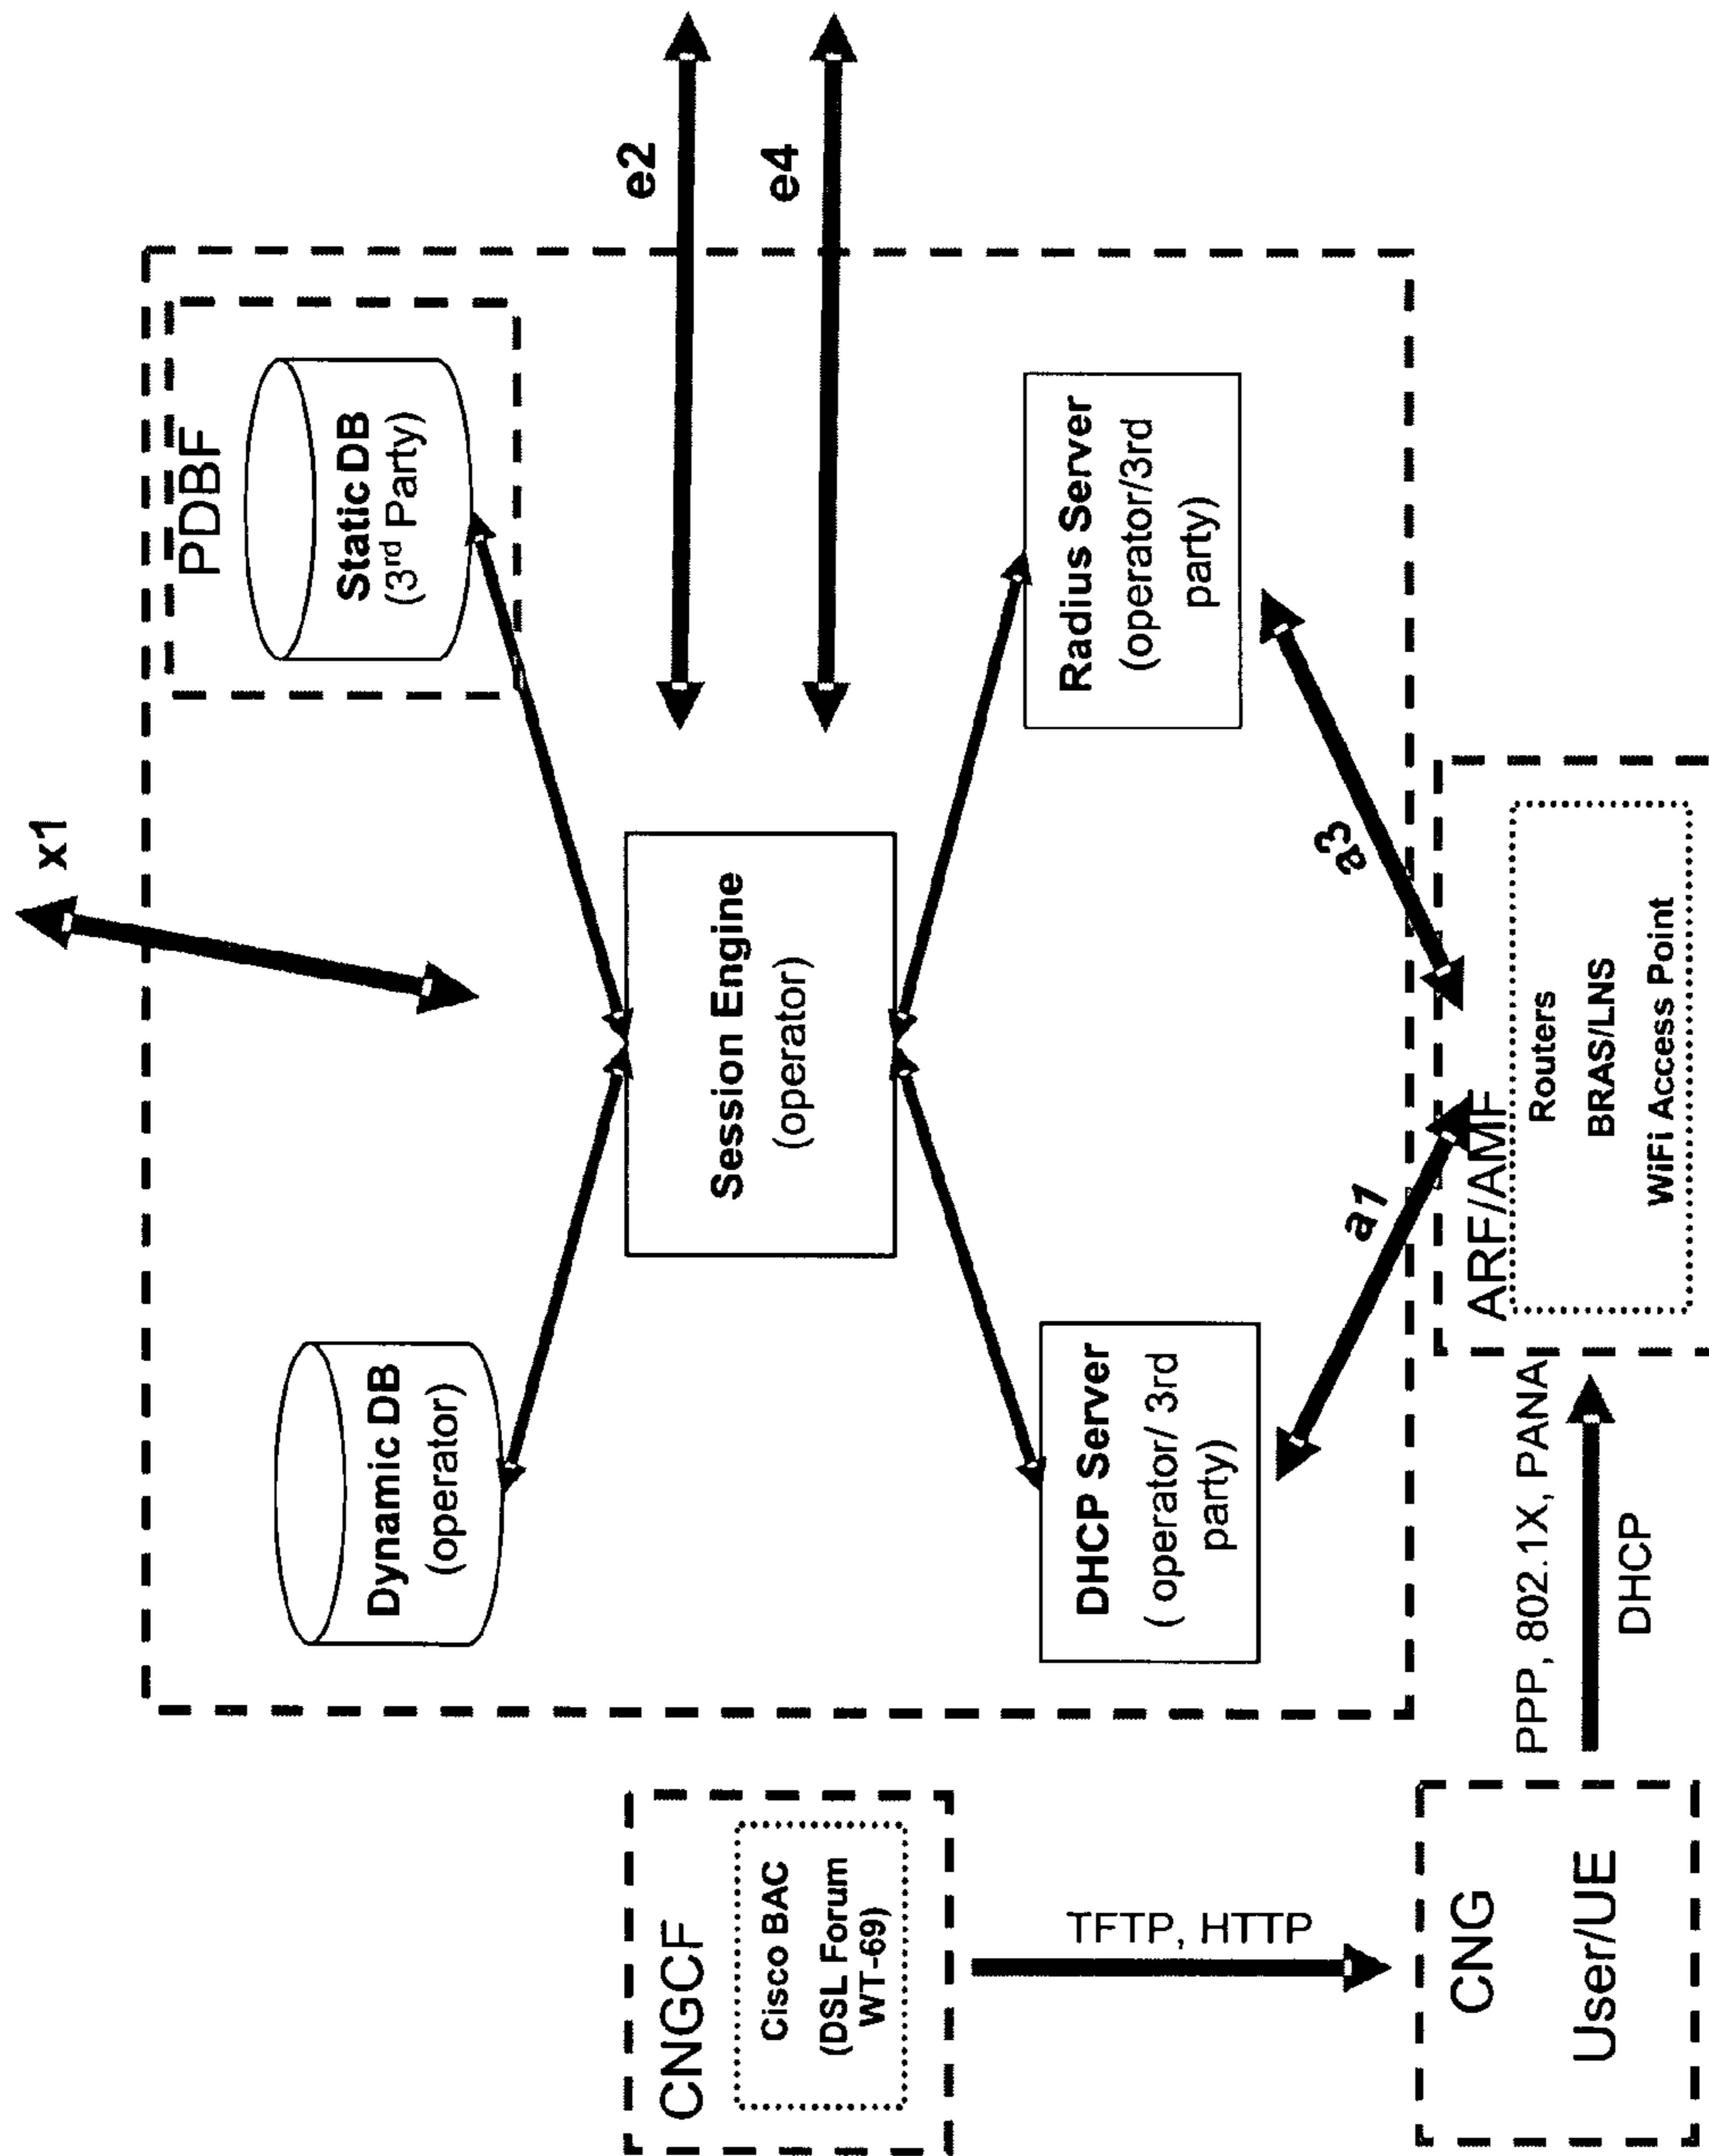 x1
PDBF
Static DB
(3rd Party)
Dynamic DB
(operator)
e2
e4
Session Engine
(operator)
CNGCF
Cisco BAC
(DSL Forum
WT-69)
TFTP, HTTP
DHCP Server
( operator/ 3rd
party)
Radius Server
(operator/3rd
party)
a1
a3
CNG
User/UE
PPP, 802.1X, PANA
DHCP
ARF/AMF
Routers
BRAS/LNS
WiFi Access Point